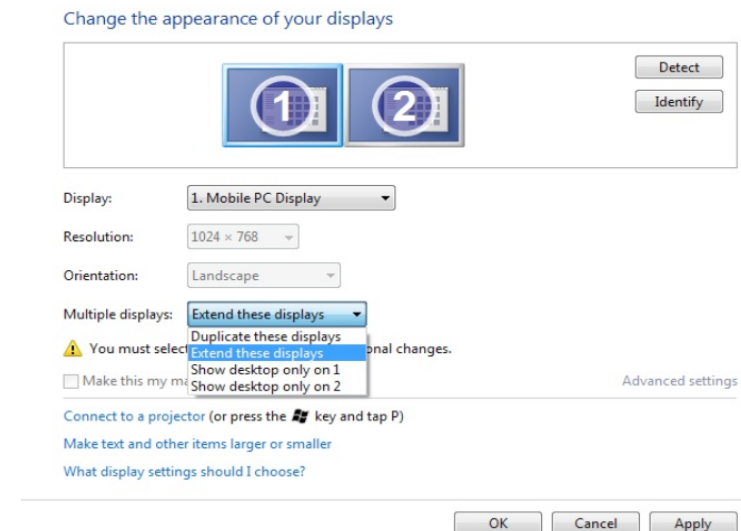 Change the appearance of your displays
1
2
Detect
Identify
Display: 1. Mobile PC Display
Resolution: 1024 × 768
Orientation: Landscape
Multiple displays: Extend these displays
Duplicate these displays
You must select onal changes.
Extend these displays
Show desktop only on 1
Make this my ma Advanced settings
Show desktop only on 2
Connect to a projector (or press the key and tap P)
Make text and other items larger or smaller
What display settings should I choose?
OK Cancel Apply